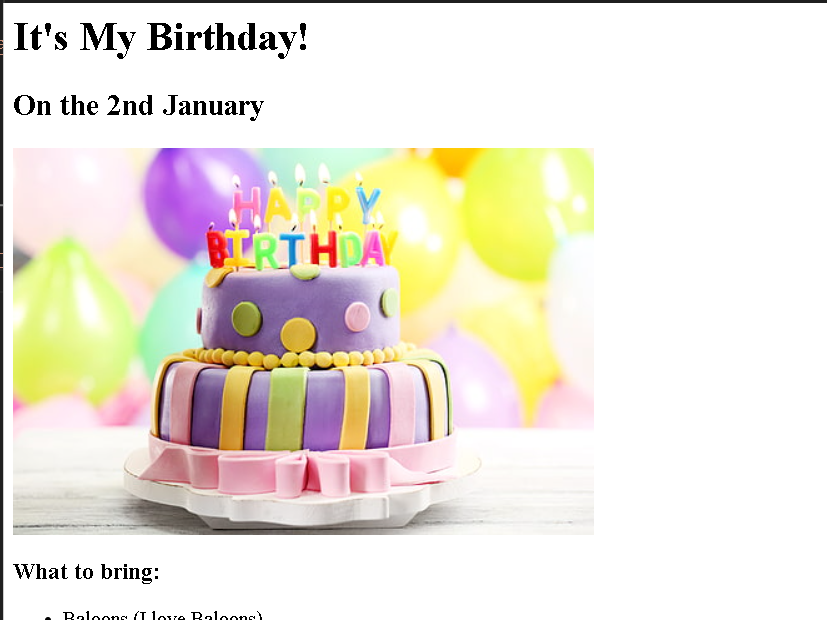 It's My Birthday!
On the 2nd January
HAPPY
BIRTHDAY
What to bring:
• Baloons (I love Baloons)